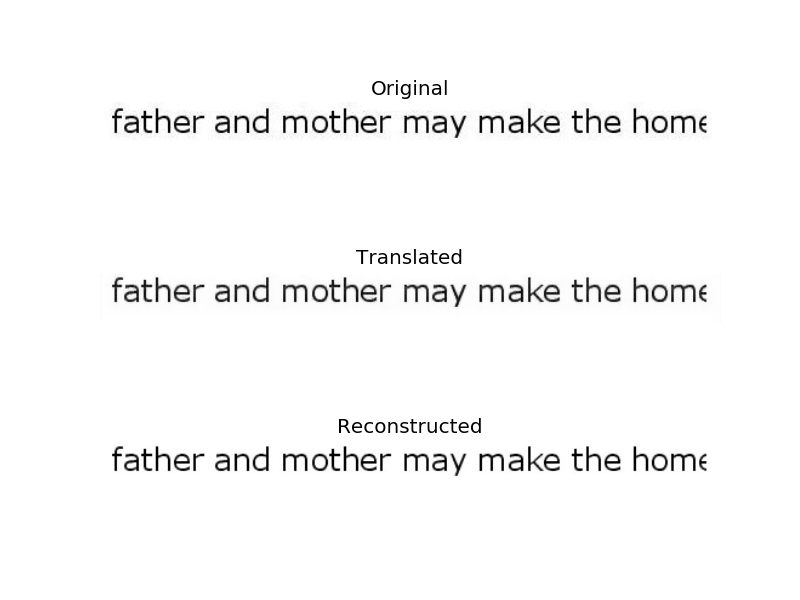 Original
father and mother may make the home
Translated
father and mother may make the home
Reconstructed
father and mother may make the home